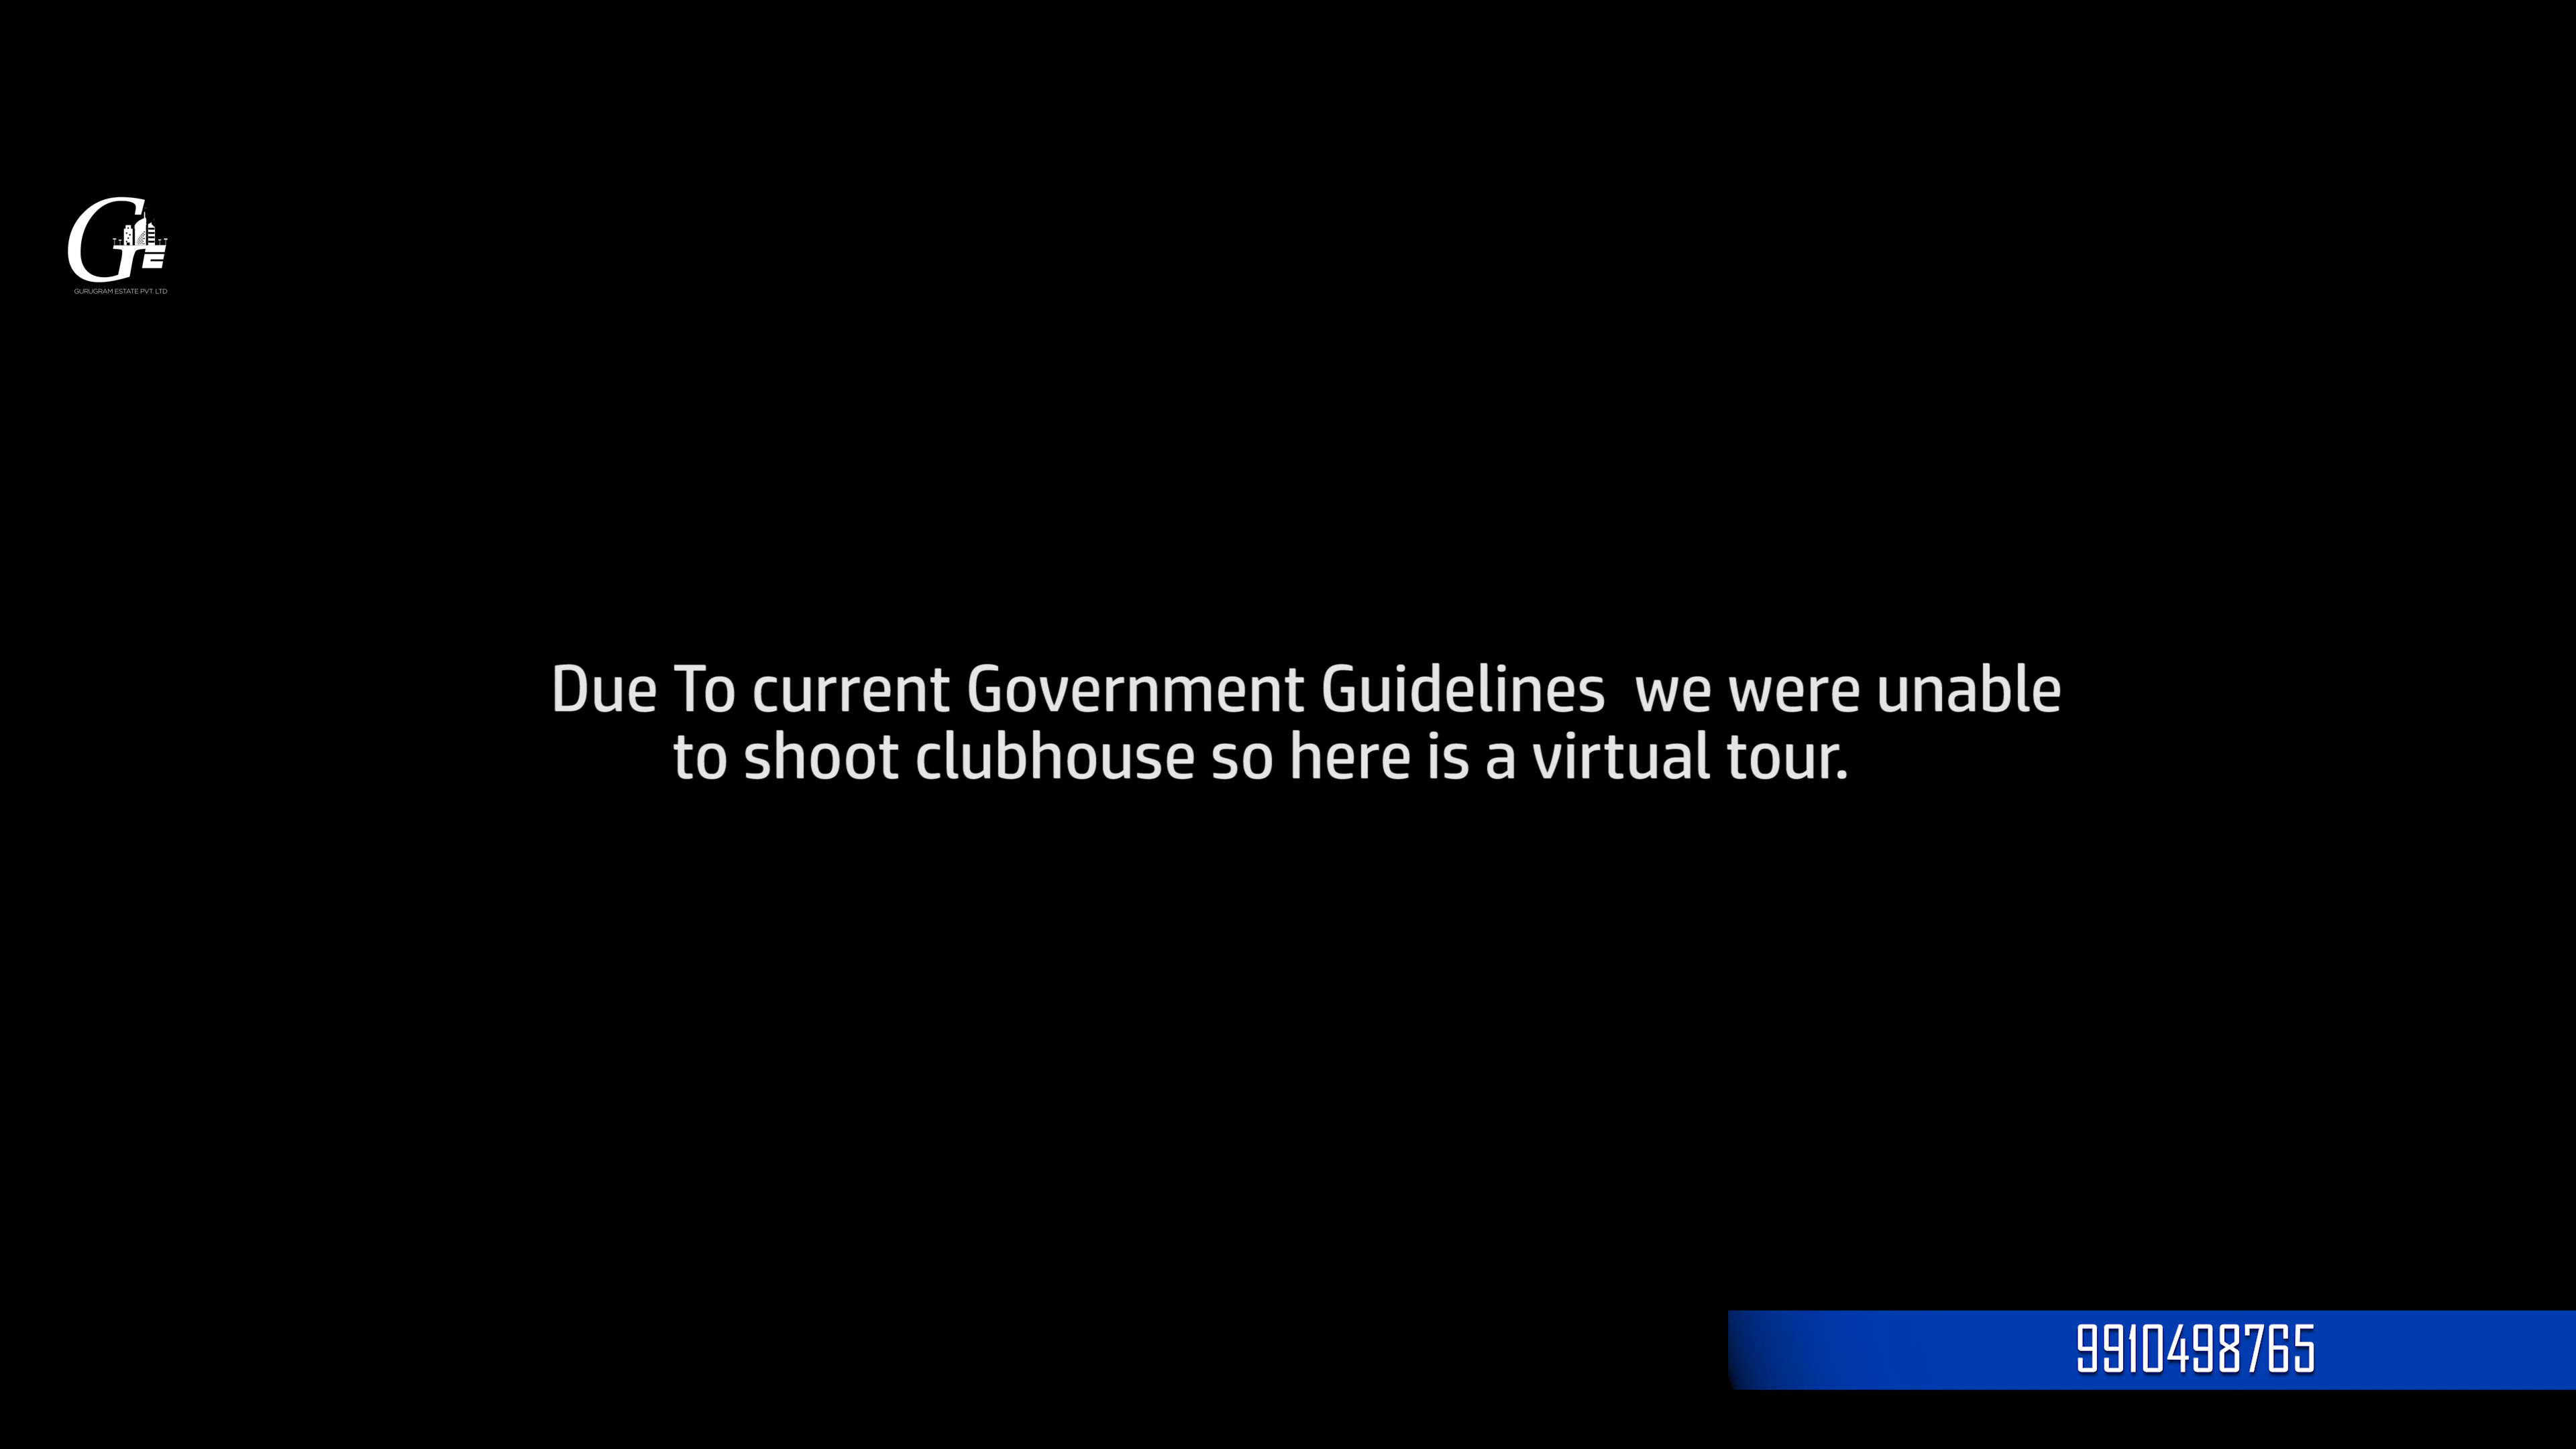 GE
GURUGRAM ESTATE PVT. LTD
Due To current Government Guidelines  we were unable
to shoot clubhouse so here is a virtual tour.
9910498765